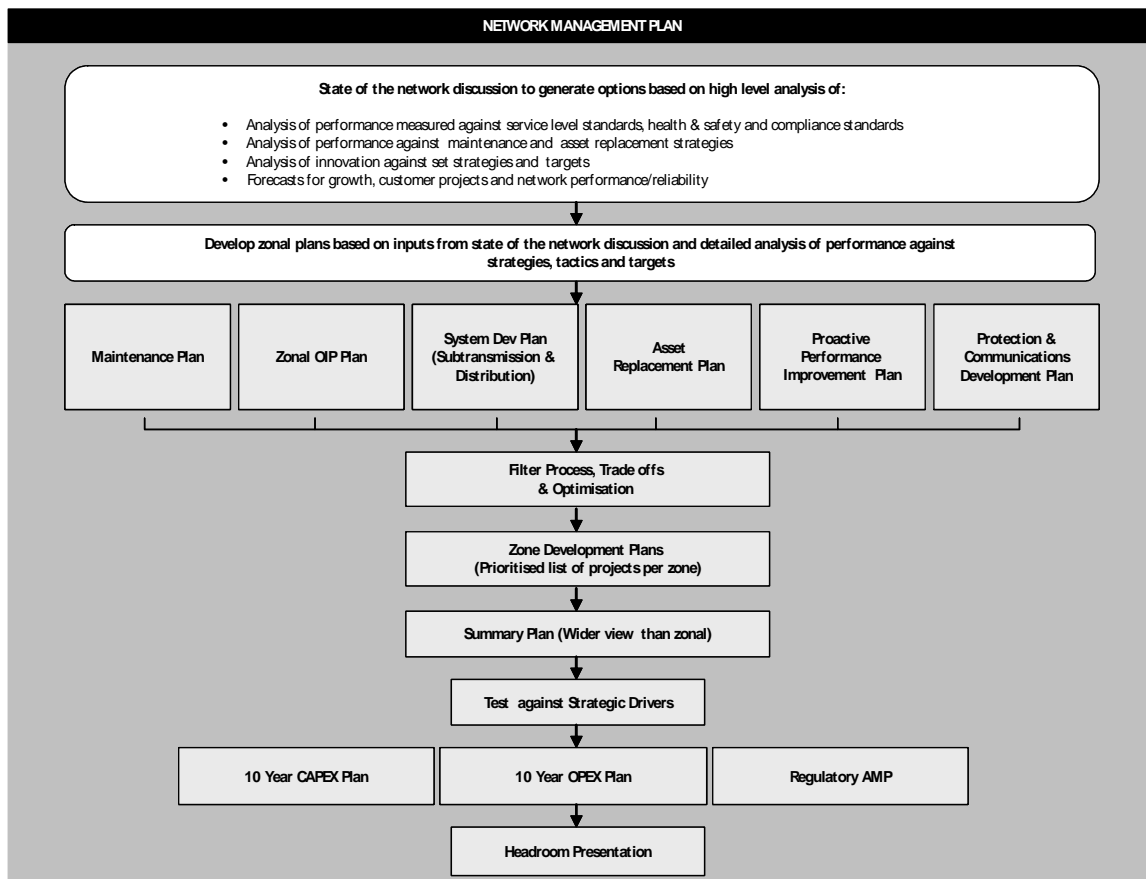 NETWORK MANAGEMENT PLAN
State of the network discussion to generate options based on high level analysis of:
• Analysis of performance measured against service level standards, health & safety and compliance standards
• Analysis of performance against maintenance and asset replacement strategies
• Analysis of innovation against set strategies and targets
• Forecasts for growth, customer projects and network performance/reliability
Develop zonal plans based on inputs from state of the network discussion and detailed analysis of performance against
strategies, tactics and targets
Maintenance Plan
Zonal OIP Plan
System Dev Plan
(Subtransmission &
Distribution)
Asset
Replacement Plan
Proactive
Performance
Improvement Plan
Protection &
Communications
Development Plan
Filter Process, Trade offs
& Optimisation
Zone Development Plans
(Prioritised list of projects per zone)
Summary Plan (Wider view than zonal)
Test against Strategic Drivers
10 Year CAPEX Plan
10 Year OPEX Plan
Regulatory AMP
Headroom Presentation